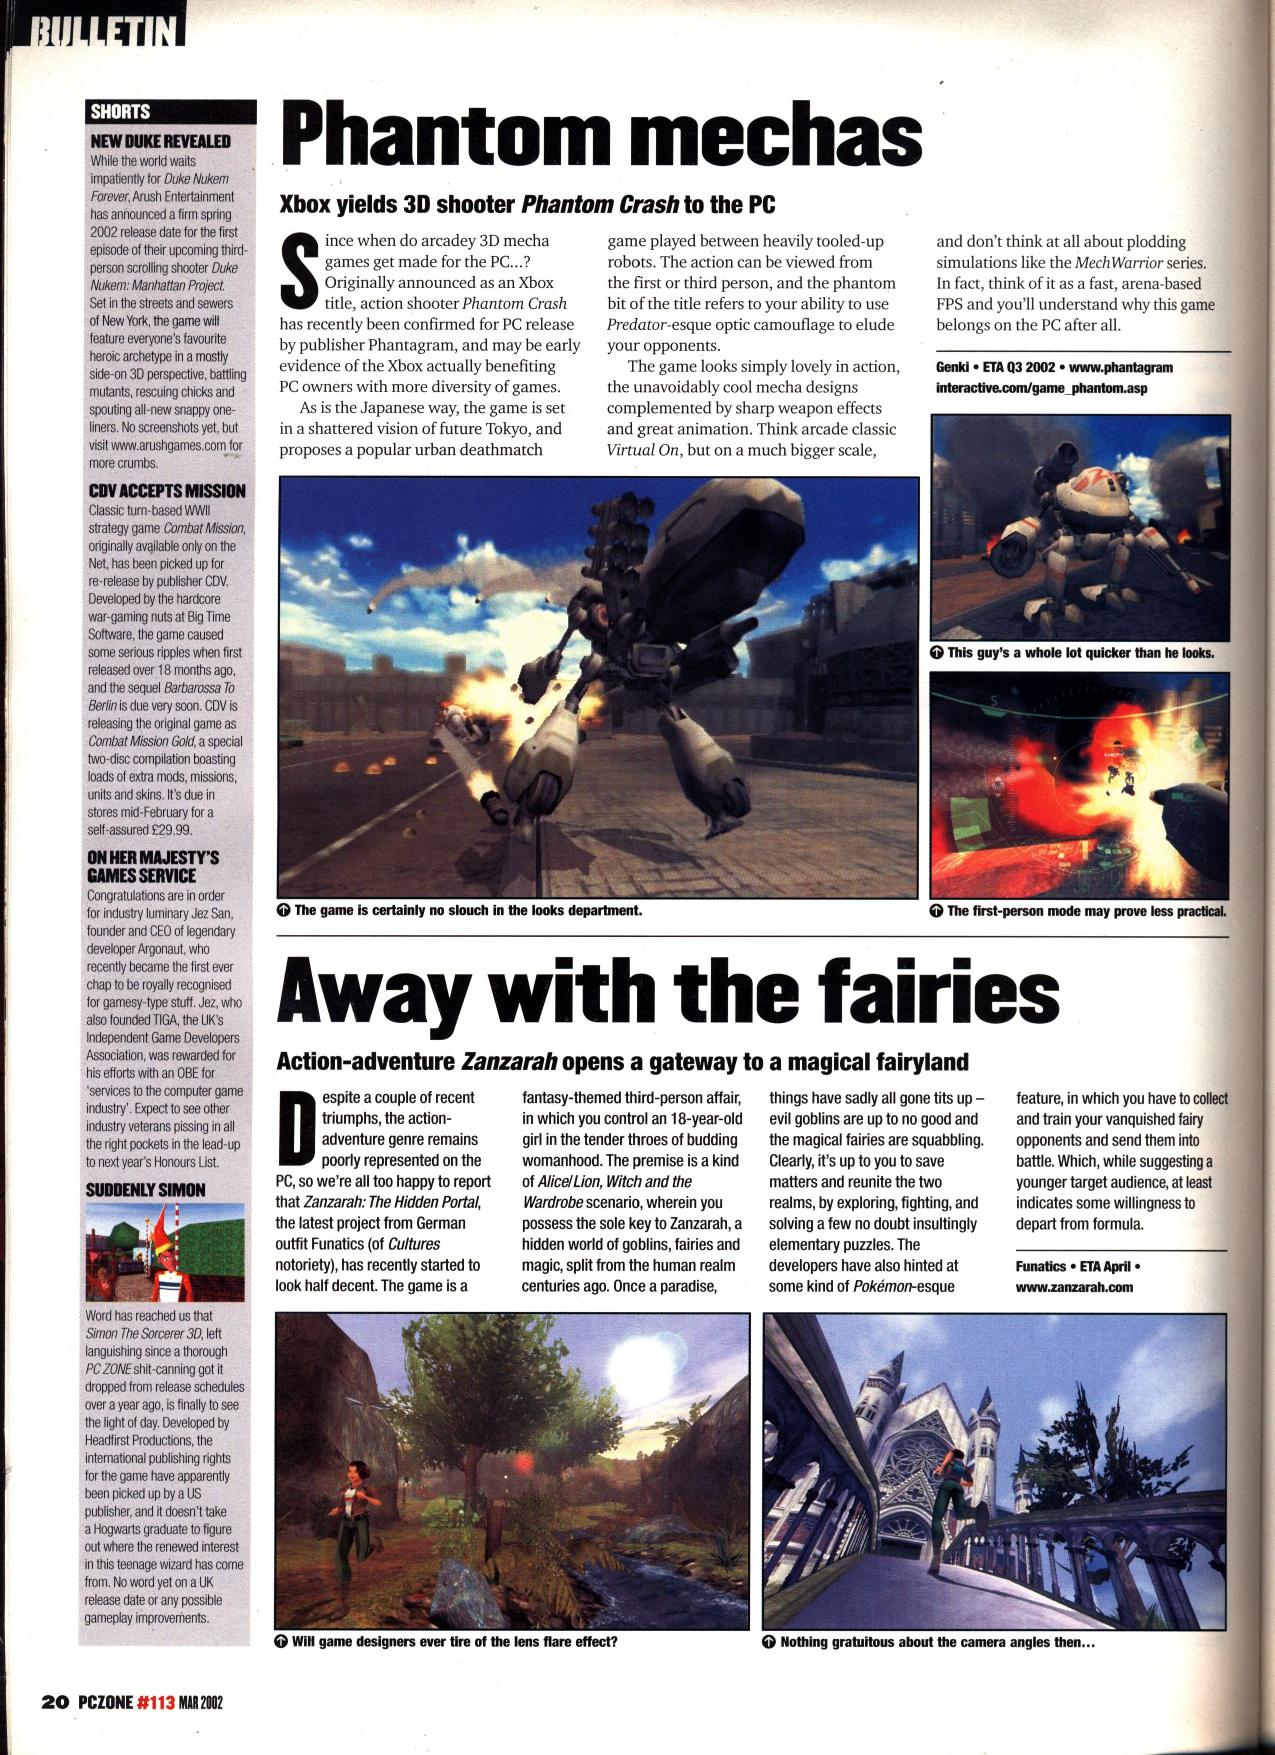 BULLETIN
SHORTS
NEW DUKE REVEALED
While the world waits
impatiently for Duke Nukem
Forever, Arush Entertainment
has announced a firm spring
2002 release date for the first
episode of their upcoming third-
person scrolling shooter Duke
Nukem: Manhattan Project.
Set in the streets and sewers
of New York, the game will
feature everyone's favourite
heroic archetype in a mostly
side-on 3D perspective, battling
mutants, rescuing chicks and
spouting all-new snappy one-
liners. No screenshots yet, but
visit www.arushgames.com for
more crumbs.
CDV ACCEPTS MISSION
Classic turn-based WWII
strategy game Combat Mission,
originally available only on the
Net, has been picked up for
re-release by publisher CDV.
Developed by the hardcore
war-gaming nuts at Big Time
Software, the game caused
some serious ripples when first
released over 18 months ago,
and the sequel Barbarossa To
Berlin is due very soon. CDV is
releasing the original game as
Combat Mission Gold, a special
two-disc compilation boasting
loads of extra mods, missions,
units and skins. It's due in
stores mid-February for a
self-assured £29.99.
ON HER MAJESTY'S
GAMES SERVICE
Congratulations are in order
for industry luminary Jez San,
founder and CEO of legendary
developer Argonaut, who
recently became the first ever
chap to be royally recognised
for gamesy-type stuff. Jez, who
also founded TIGA, the UK's
Independent Game Developers
Association, was rewarded for
his efforts with an OBE for
'services to the computer game
industry'. Expect to see other
industry veterans pissing in all
the right pockets in the lead-up
to next year's Honours List.
SUDDENLY SIMON
Word has reached us that
Simon The Sorcerer 3D, left
languishing since a thorough
PC ZONE shit-canning got it
dropped from release schedules
over a year ago, is finally to see
the light of day. Developed by
Headfirst Productions, the
international publishing rights
for the game have apparently
been picked up by a US
publisher, and it doesn't take
a Hogwarts graduate to figure
out where the renewed interest
in this teenage wizard has come
from. No word yet on a UK
release date or any possible
gameplay improvements.
Phantom mechas
Xbox yields 3D shooter Phantom Crash to the PC
Since when do arcadey 3D mecha
games get made for the PC...?
Originally announced as an Xbox
title, action shooter Phantom Crash
has recently been confirmed for PC release
by publisher Phantagram, and may be early
evidence of the Xbox actually benefiting
PC owners with more diversity of games.
As is the Japanese way, the game is set
in a shattered vision of future Tokyo, and
proposes a popular urban deathmatch
game played between heavily tooled-up
robots. The action can be viewed from
the first or third person, and the phantom
bit of the title refers to your ability to use
Predator-esque optic camouflage to elude
your opponents.
The game looks simply lovely in action,
the unavoidably cool mecha designs
complemented by sharp weapon effects
and great animation. Think arcade classic
Virtual On, but on a much bigger scale,
and don't think at all about plodding
simulations like the MechWarrior series.
In fact, think of it as a fast, arena-based
FPS and you'll understand why this game
belongs on the PC after all.
Genki • ETA Q3 2002 • www.phantagram
interactive.com/game_phantom.asp
This guy's a whole lot quicker than he looks.
The game is certainly no slouch in the looks department.
The first-person mode may prove less practical.
Away with the fairies
Action-adventure Zanzarah opens a gateway to a magical fairyland
Despite a couple of recent
triumphs, the action-
adventure genre remains
poorly represented on the
PC, so we're all too happy to report
that Zanzarah: The Hidden Portal,
the latest project from German
outfit Funatics (of Cultures
notoriety), has recently started to
look half decent. The game is a
fantasy-themed third-person affair,
in which you control an 18-year-old
girl in the tender throes of budding
womanhood. The premise is a kind
of Alice/Lion, Witch and the
Wardrobe scenario, wherein you
possess the sole key to Zanzarah, a
hidden world of goblins, fairies and
magic, split from the human realm
centuries ago. Once a paradise,
things have sadly all gone tits up –
evil goblins are up to no good and
the magical fairies are squabbling.
Clearly, it's up to you to save
matters and reunite the two
realms, by exploring, fighting, and
solving a few no doubt insultingly
elementary puzzles. The
developers have also hinted at
some kind of Pokémon-esque
feature, in which you have to collect
and train your vanquished fairy
opponents and send them into
battle. Which, while suggesting a
younger target audience, at least
indicates some willingness to
depart from formula.
Funatics • ETA April •
www.zanzarah.com
Will game designers ever tire of the lens flare effect?
Nothing gratuitous about the camera angles then...
20 PCZONE #113 MAR 2002